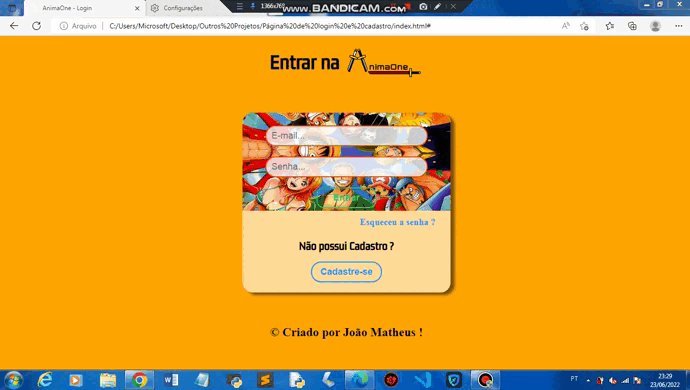 1366x768
www.BANDICAM.com
AnimaOne - Login
Configurações
Arquivo
C:/Users/Microsoft/Desktop/Outros%20Projetos/Página%20de%20login%20e%20cadastro/index.html#
Entrar na AnimaOne
E-mail...
Senha...
Entrar
Esqueceu a senha ?
Não possui Cadastro ?
Cadastre-se
© Criado por João Matheus !
PT
23:29
23/06/2022